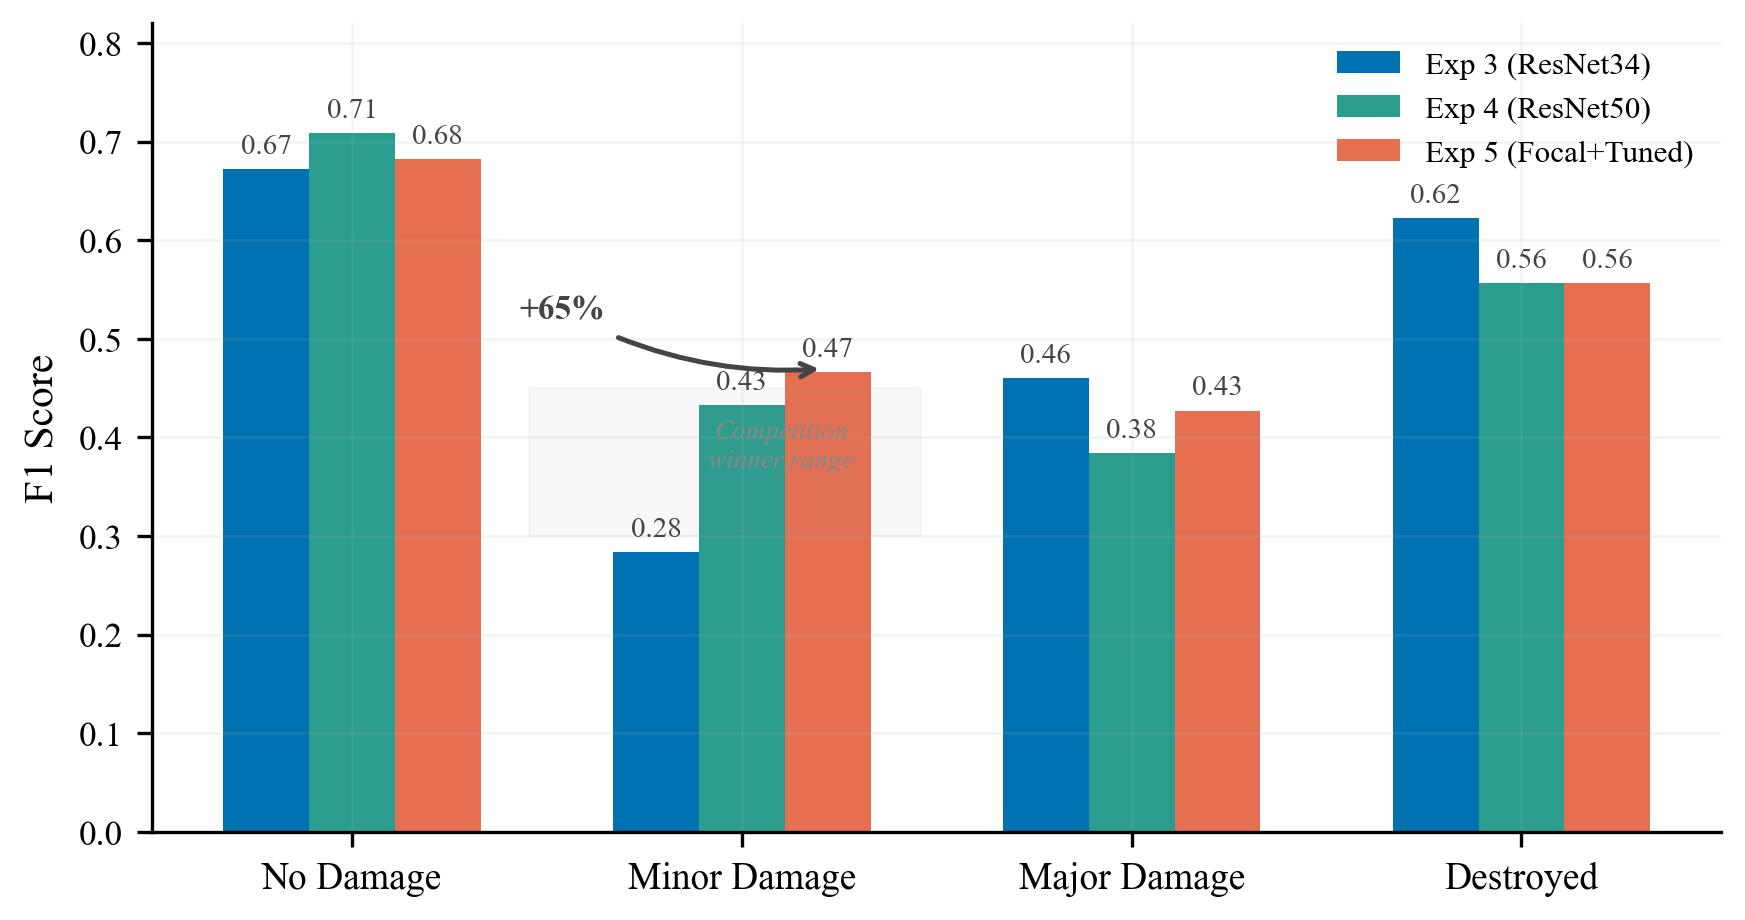 0.8
0.7
0.6
0.5
0.4
0.3
0.2
0.1
0.0
F1 Score
Exp 3 (ResNet34)
Exp 4 (ResNet50)
Exp 5 (Focal+Tuned)
0.67
0.71
0.68
+65%
0.28
0.43
0.47
Competition
winner range
0.46
0.38
0.43
0.62
0.56
0.56
No Damage
Minor Damage
Major Damage
Destroyed